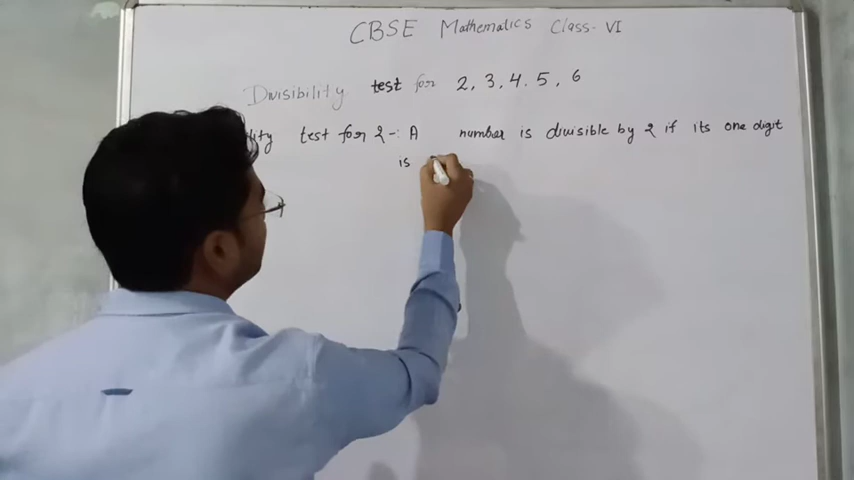 CBSE Mathematics Class- VI
Divisibility test for 2, 3, 4. 5, 6
test for 2-: A number is divisible by 2 if its one digit
is